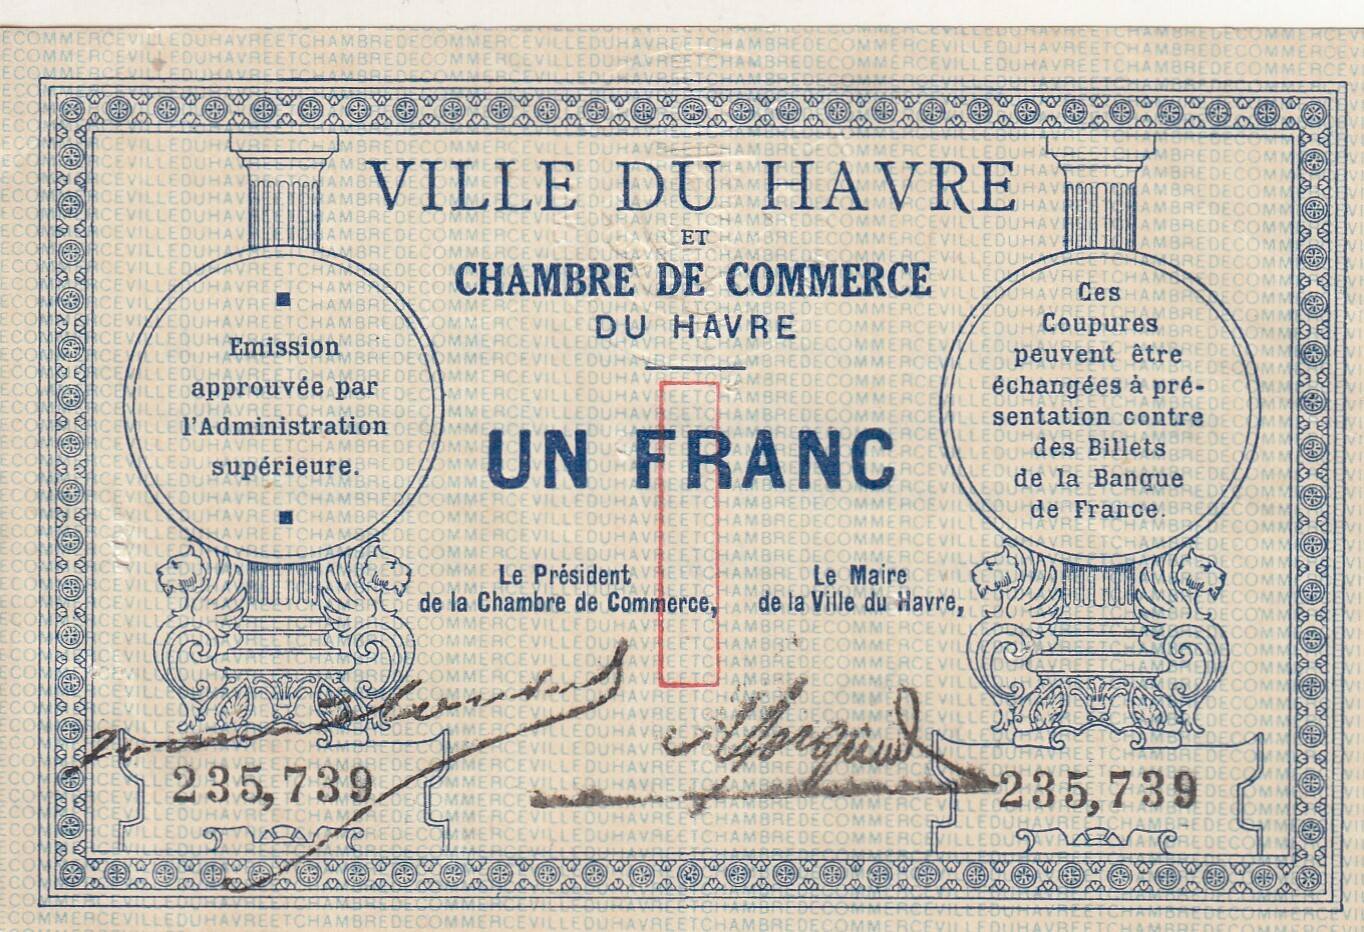 VILLE DU HAVRE
ET
CHAMBRE DE COMMERCE
DU HAVRE
Emission
approuvée par
l'Administration
supérieure.
Ces
Coupures
peuvent être
échangées à pré-
sentation contre
des Billets
de la Banque
de France.
UN FRANC
Le Président
de la Chambre de Commerce,
Le Maire
de la Ville du Havre,
235,739
235,739